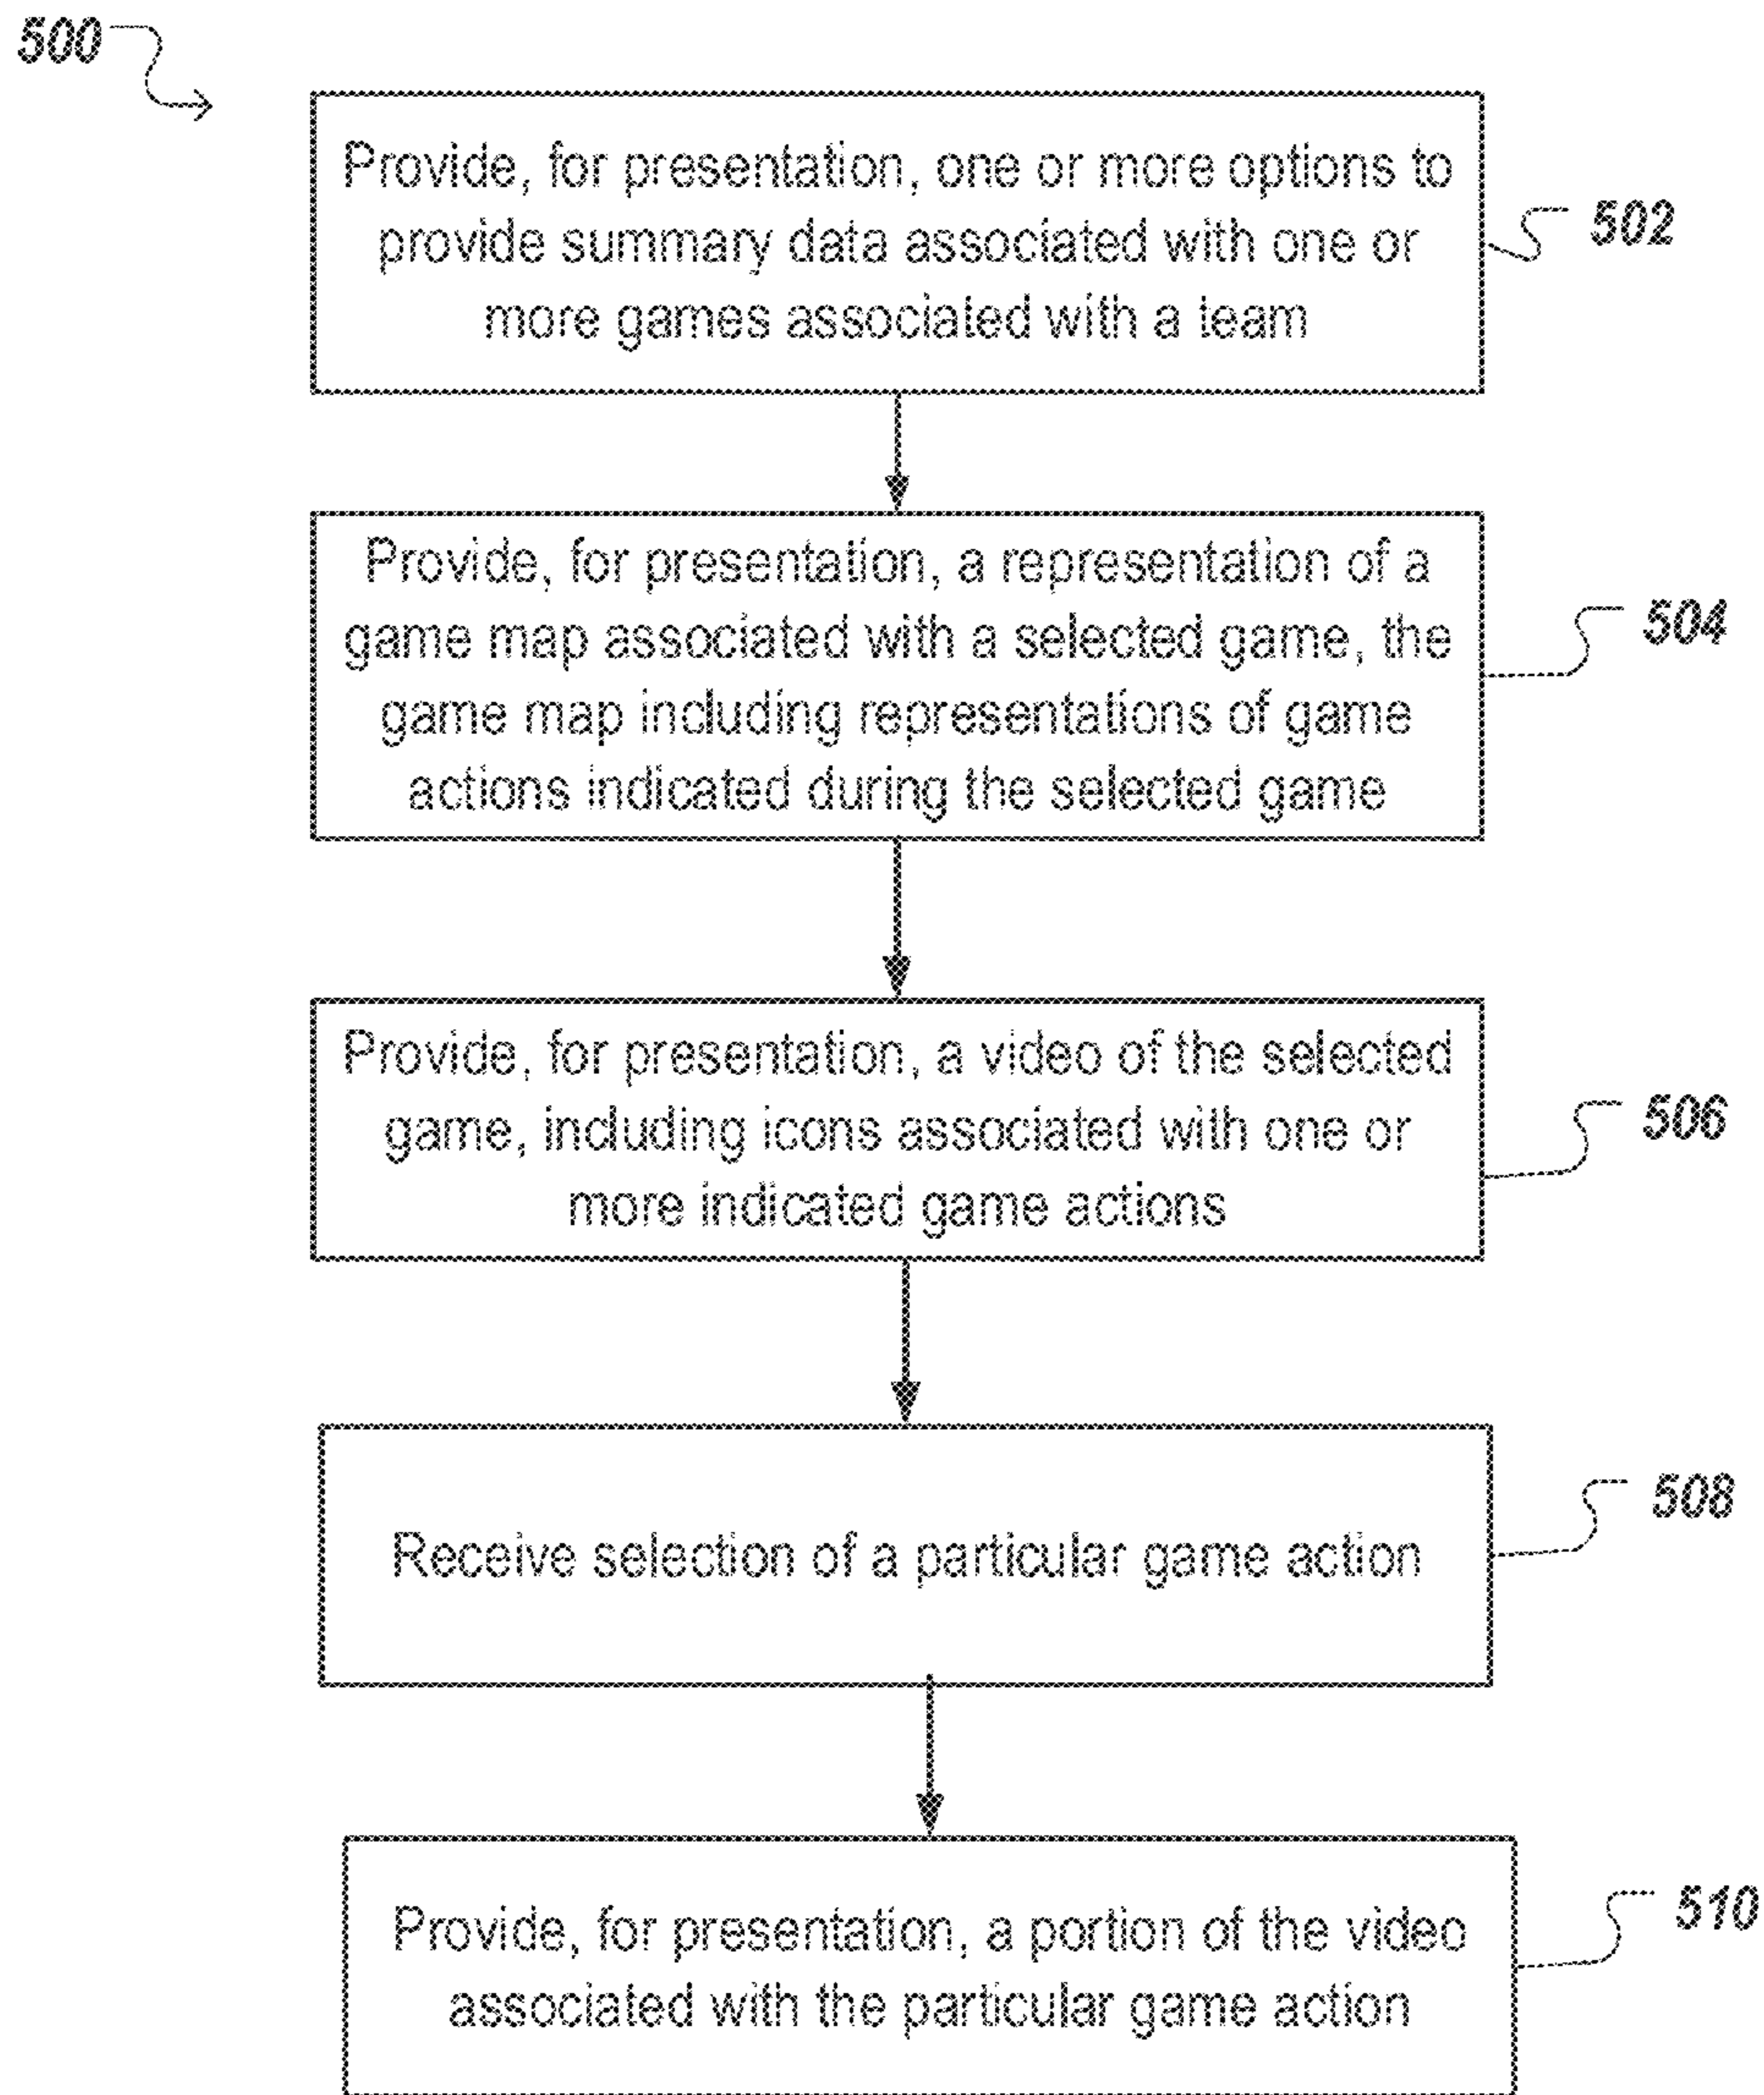 500
Provide, for presentation, one or more options to
provide summary data associated with one or
more games associated with a team
502
Provide, for presentation, a representation of a
game map associated with a selected game, the
game map including representations of game
actions indicated during the selected game
504
Provide, for presentation, a video of the selected
game, including icons associated with one or
more indicated game actions
506
Receive selection of a particular game action
508
Provide, for presentation, a portion of the video
associated with the particular game action
510